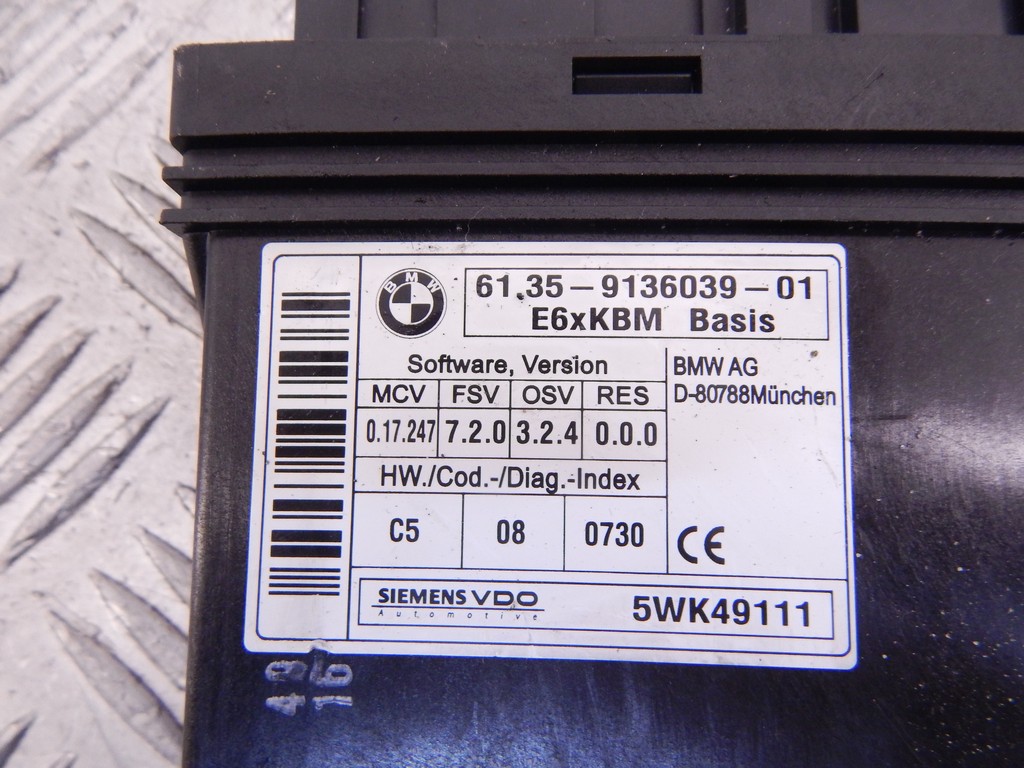 BMW
61.35-9136039-01
E6xKBM Basis
Software, Version
MCV FSV OSV RES
0.17.247 7.2.0 3.2.4 0.0.0
HW./Cod.-/Diag.-Index
C5 08 0730
BMW AG
D-80788München
CE
SIEMENS VDO
Automotive
5WK49111
49
16